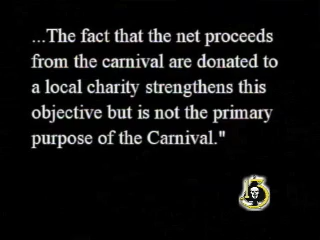 ...The fact that the net proceeds
from the carnival are donated to
a local charity strengthens this
objective but is not the primary
purpose of the Carnival."